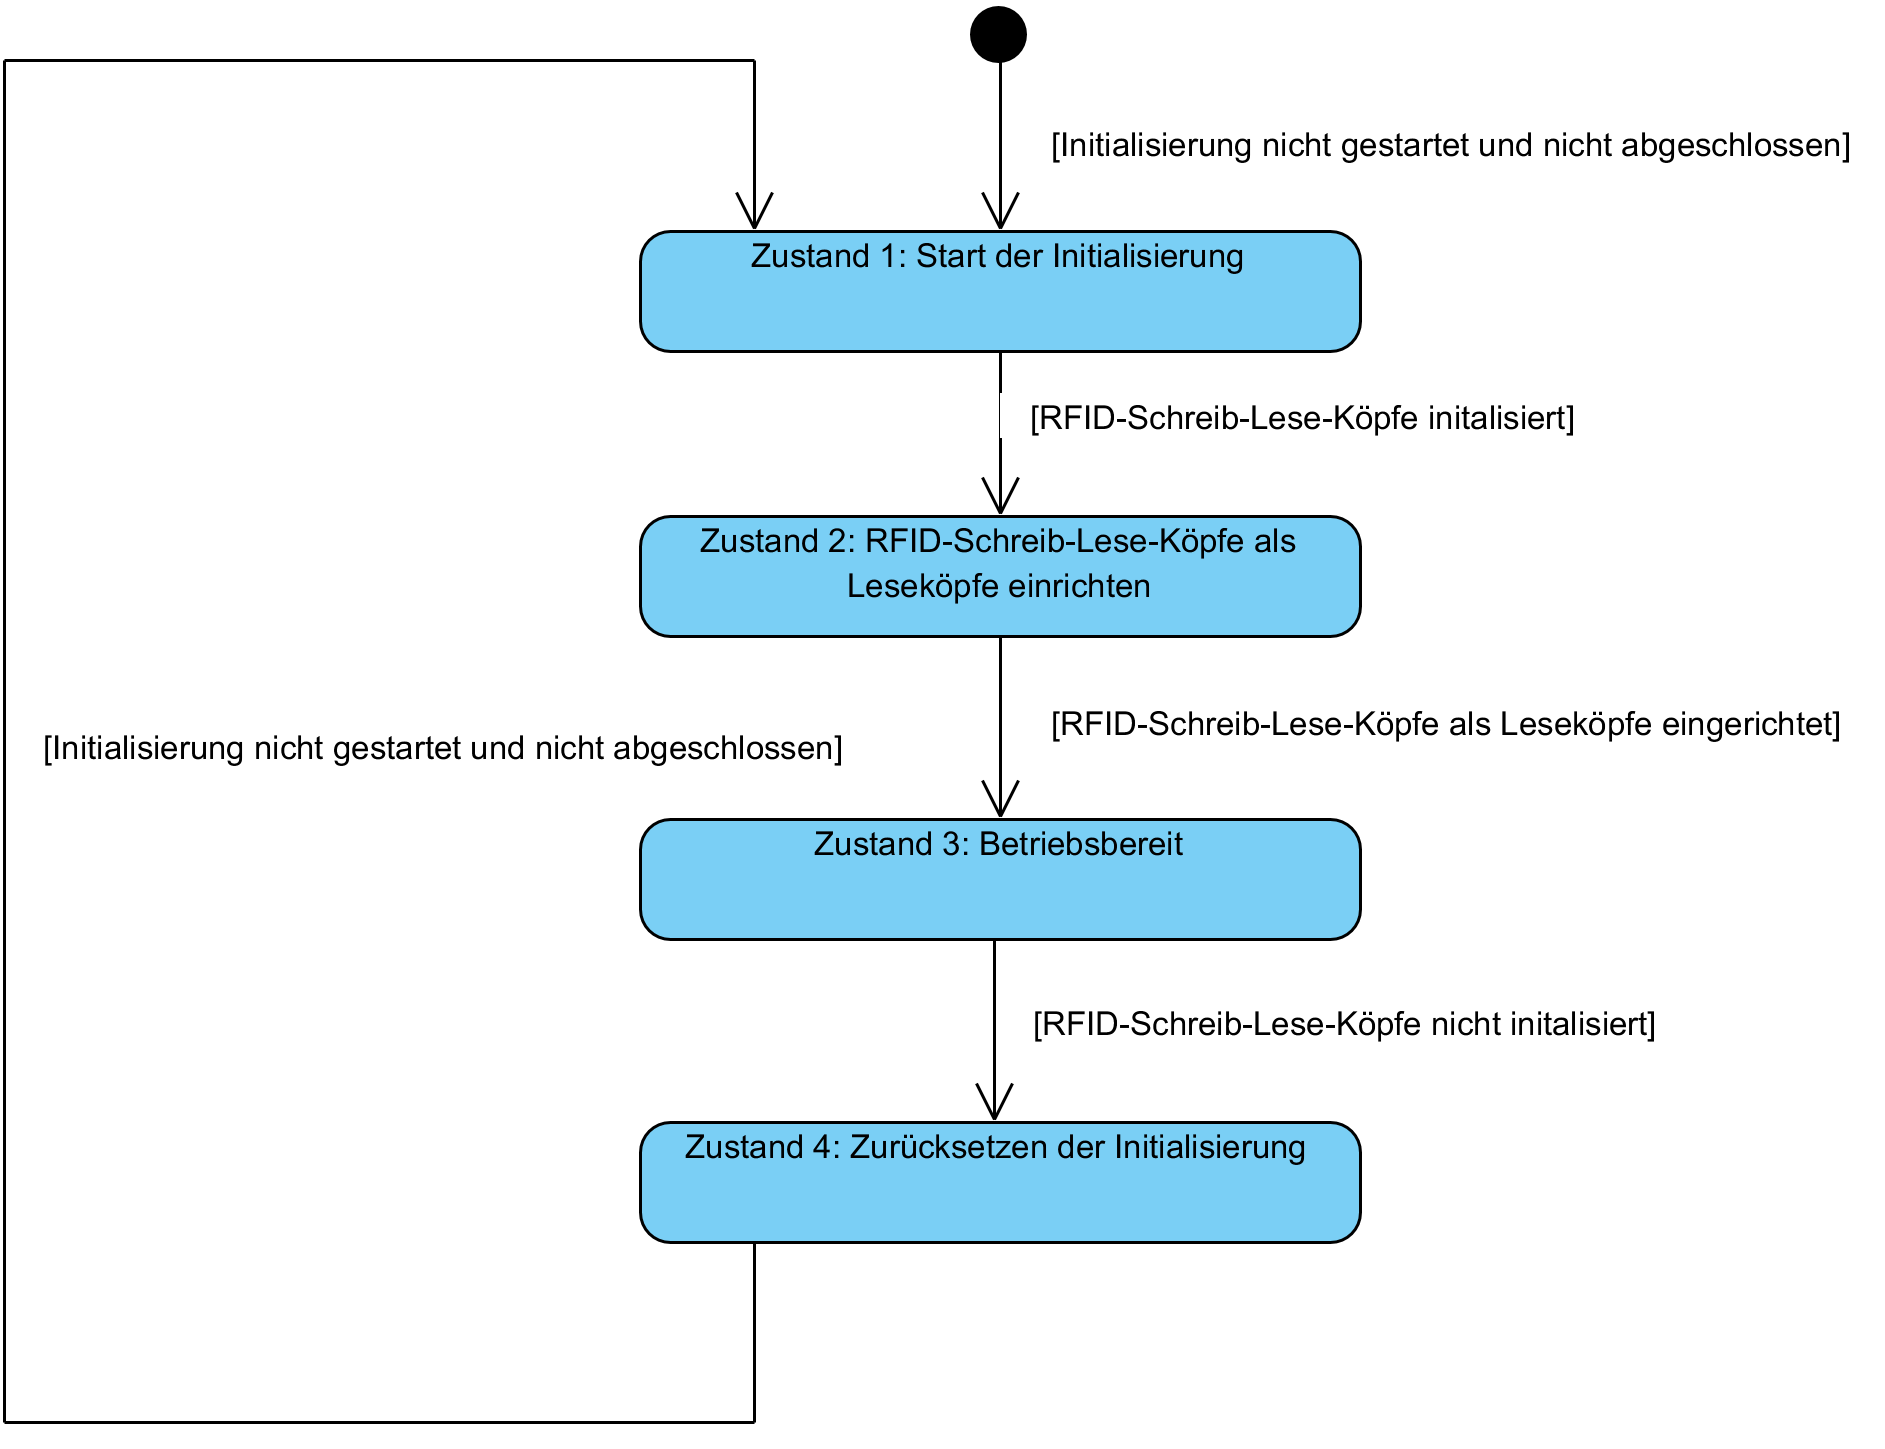 [Initialisierung nicht gestartet und nicht abgeschlossen]
Zustand 1: Start der Initialisierung
[RFID-Schreib-Lese-Köpfe initalisiert]
Zustand 2: RFID-Schreib-Lese-Köpfe als
Leseköpfe einrichten
[RFID-Schreib-Lese-Köpfe als Leseköpfe eingerichtet]
[Initialisierung nicht gestartet und nicht abgeschlossen]
Zustand 3: Betriebsbereit
[RFID-Schreib-Lese-Köpfe nicht initalisiert]
Zustand 4: Zurücksetzen der Initialisierung